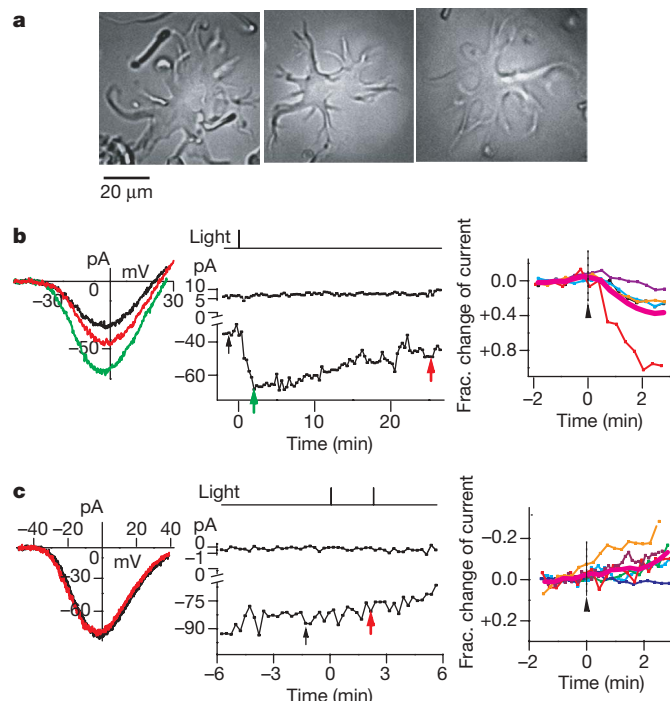 a
20 μm
b
Light
pA
mV
0
−30
30
−50
pA
10
5
0
−40
−60
0
10
20
Time (min)
Frac. change of current
0.0
+0.4
+0.8
−2
0
2
Time (min)
c
pA
−40
−20
0
20
40
mV
−30
−60
Light
pA
0
−1
0
−75
−90
−6
−3
0
3
6
Time (min)
Frac. change of current
−0.2
0.0
+0.2
−2
0
2
Time (min)